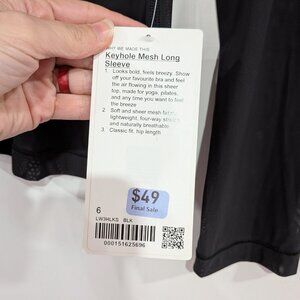 WHY WE MADE THIS
Keyhole Mesh Long
Sleeve
1. Looks bold, feels breezy. Show
off your favourite bra and feel
the air flowing in this sheer
top, made for yoga, pilates,
and any time you want to feel
the breeze
2. Soft and sheer mesh
lightweight, four-way stretch
and naturally breathable
3. Classic fit, hip length
$49
Final Sale
6
LW3HLKS BLK
000151625696